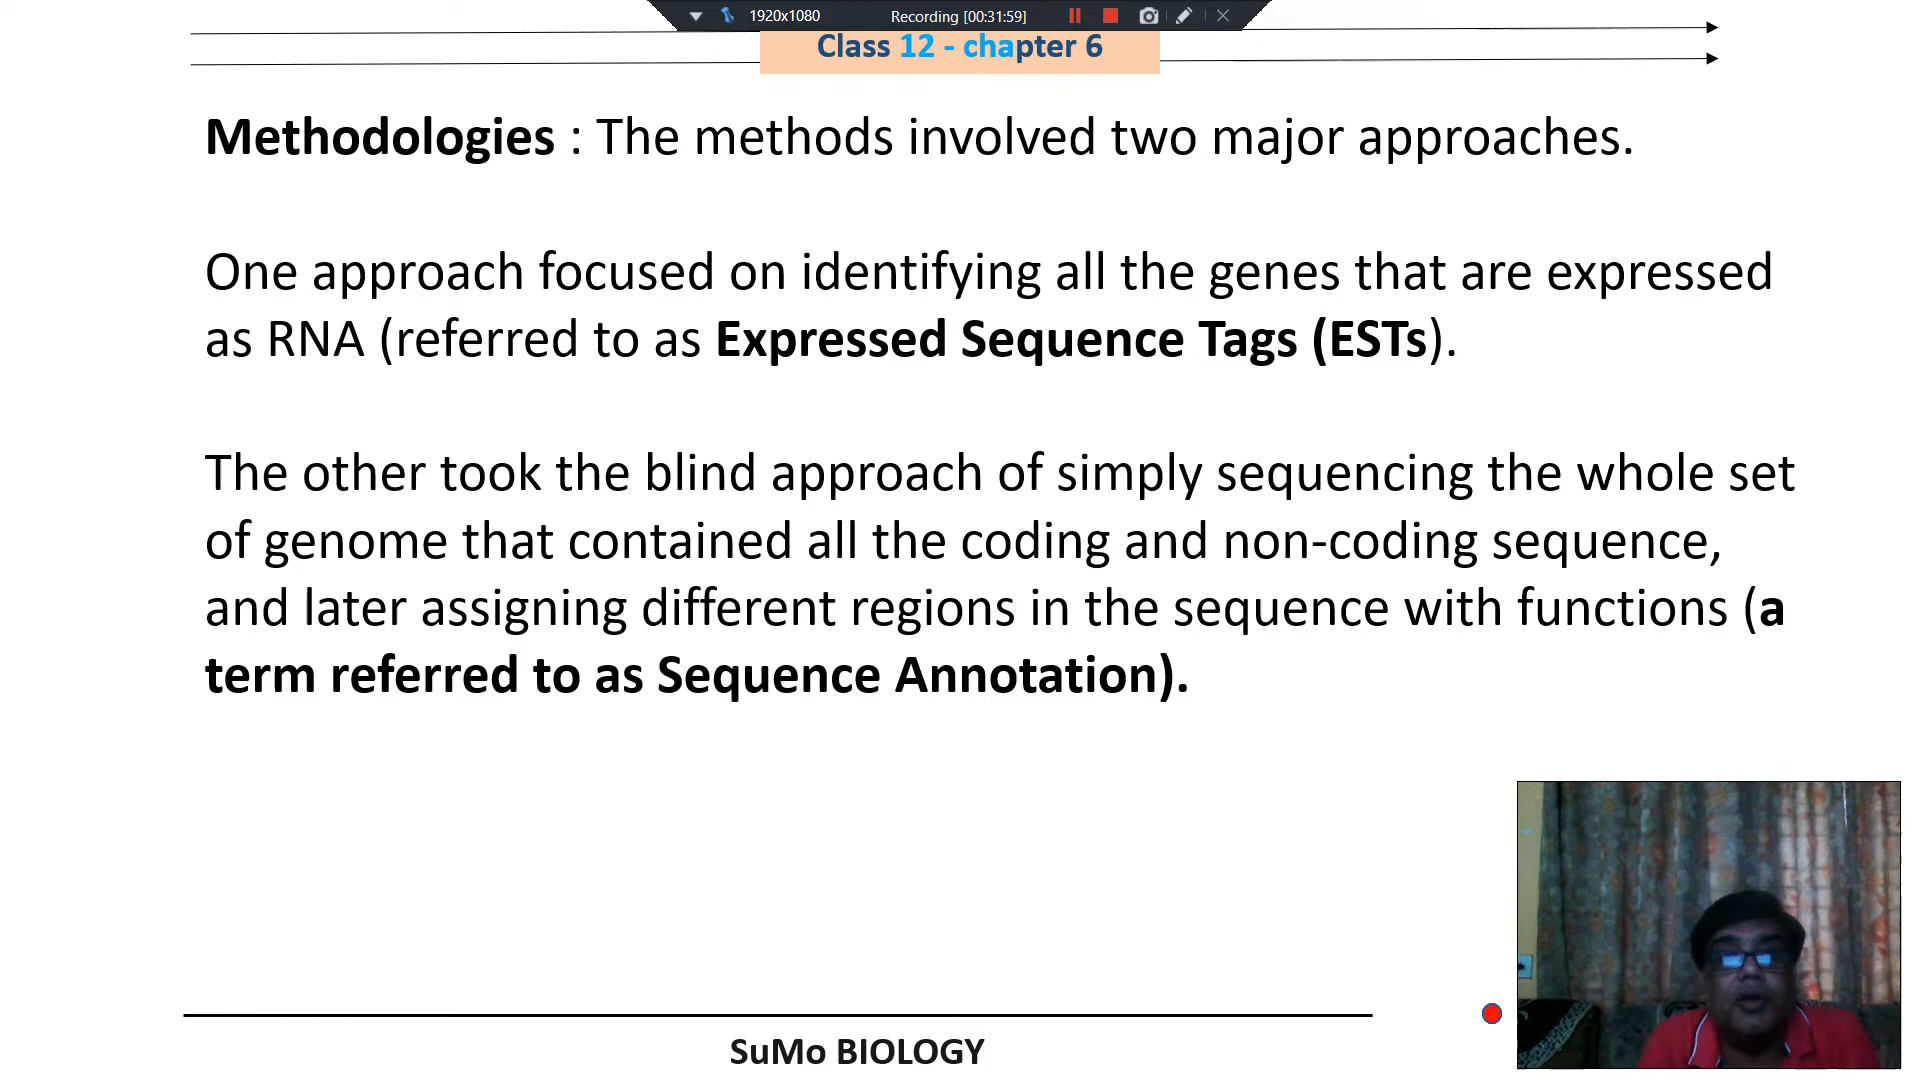 1920x1080 Recording [00:31:59]
Class 12 - chapter 6
Methodologies : The methods involved two major approaches.
One approach focused on identifying all the genes that are expressed
as RNA (referred to as Expressed Sequence Tags (ESTs).
The other took the blind approach of simply sequencing the whole set
of genome that contained all the coding and non-coding sequence,
and later assigning different regions in the sequence with functions (a
term referred to as Sequence Annotation).
SuMo BIOLOGY